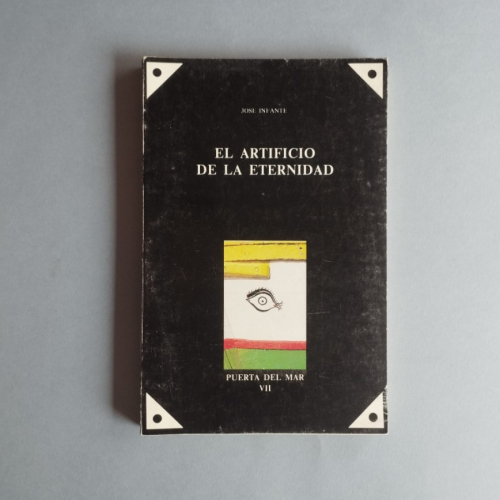 JOSE INFANTE
EL ARTIFICIO
DE LA ETERNIDAD
PUERTA DEL MAR
VII